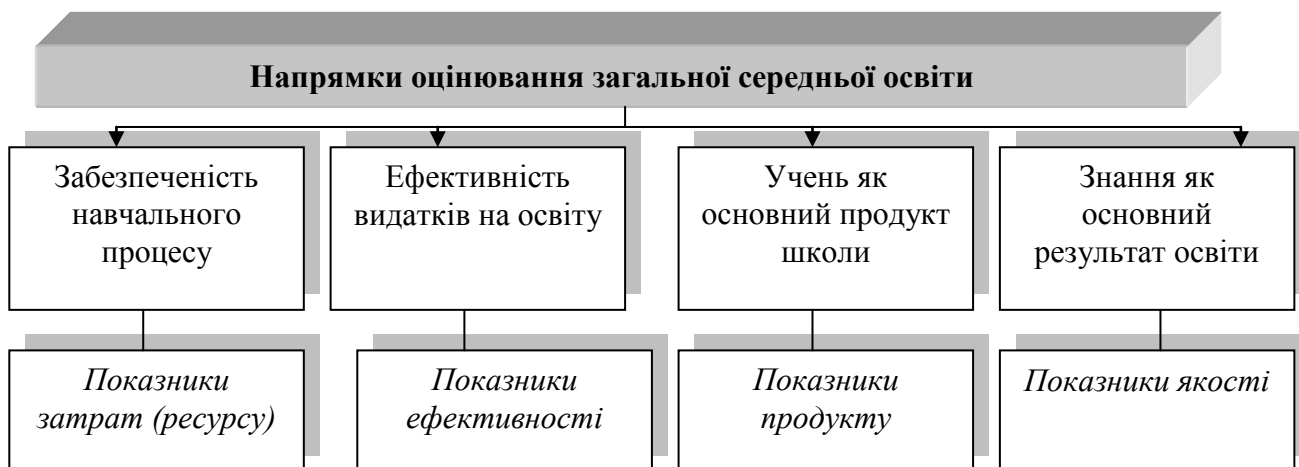 Напрямки оцінювання загальної середньої освіти
Забезпеченість
навчального
процесу
Ефективність
видатків на освіту
Учень як
основний продукт
школи
Знання як
основний
результат освіти
Показники
затрат (ресурсу)
Показники
ефективності
Показники
продукту
Показники якості